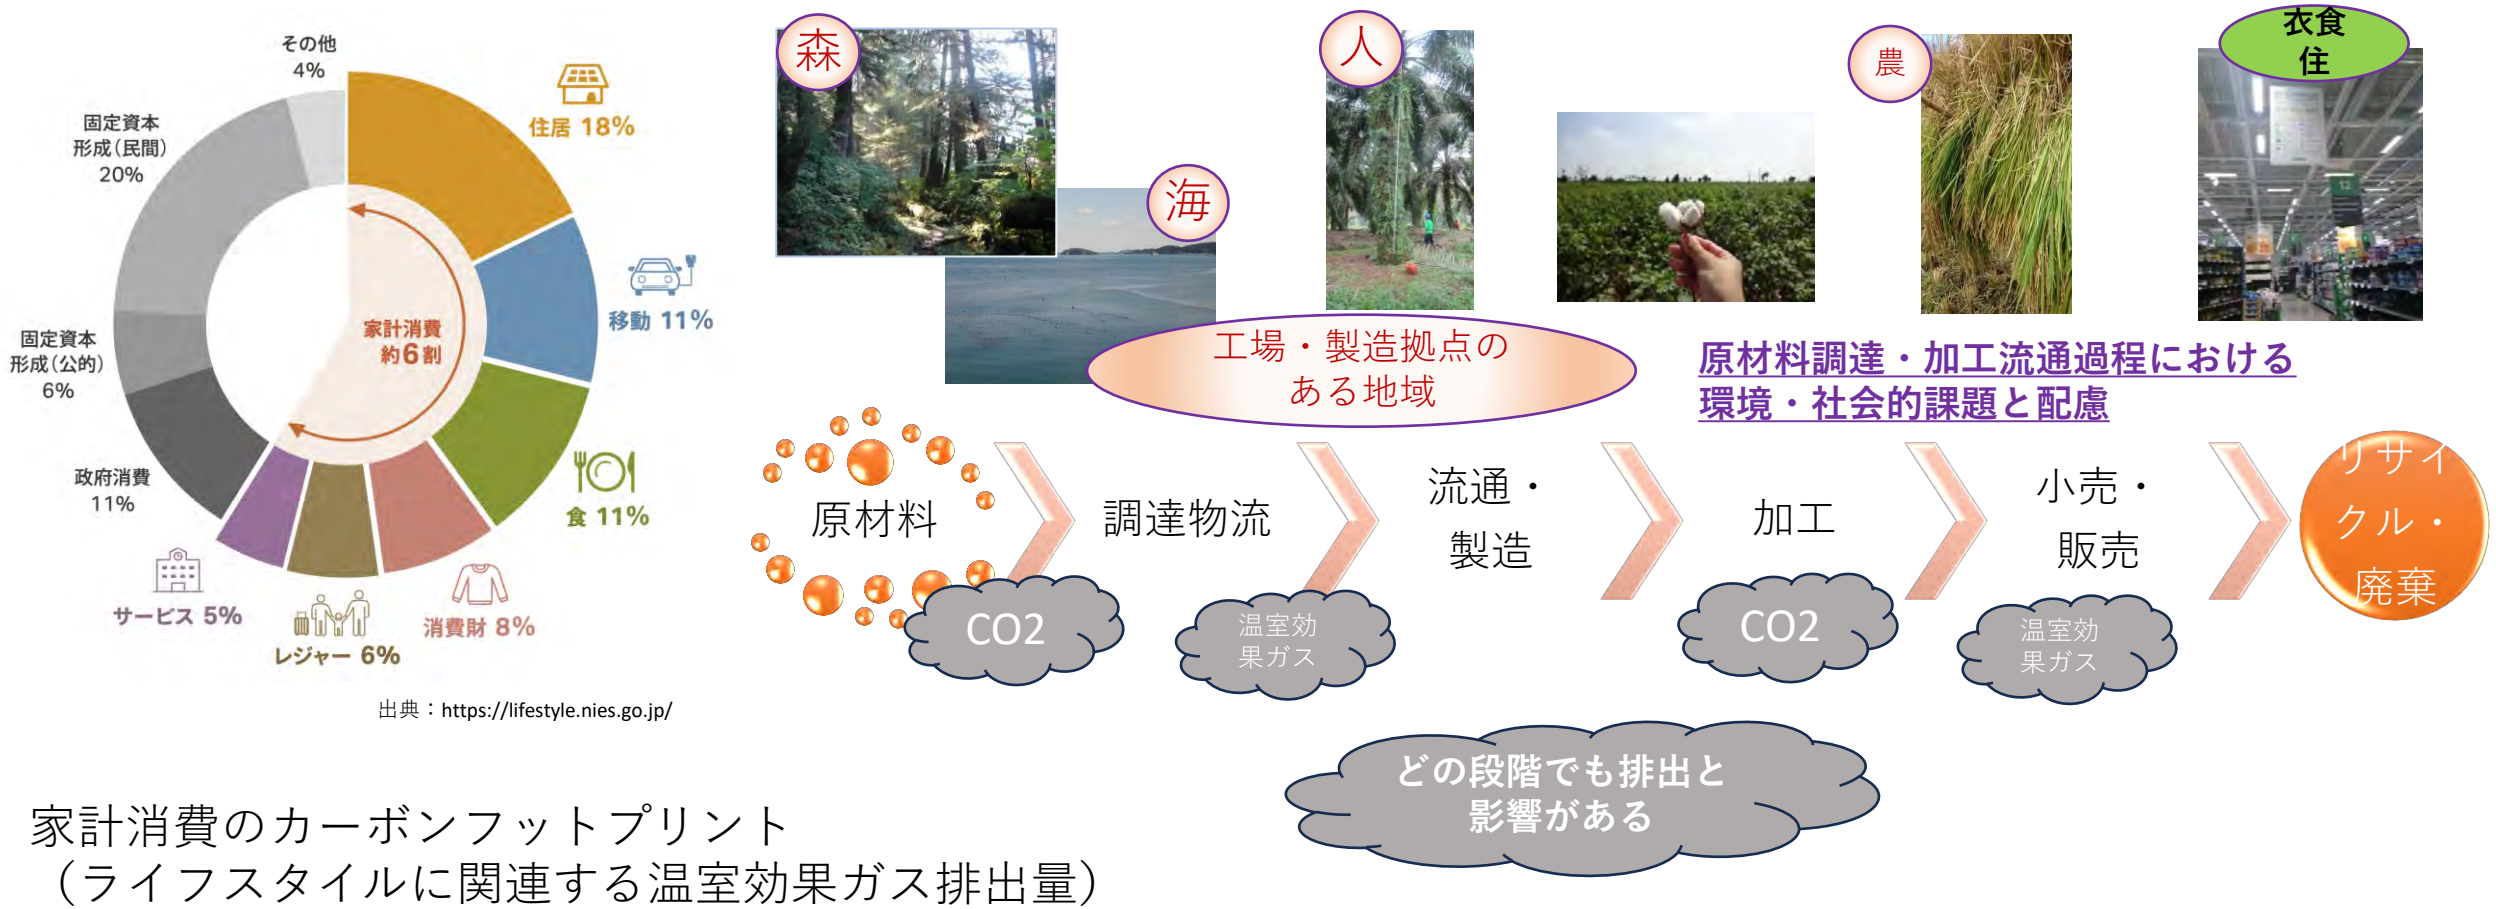 その他
4%
固定資本
形成(民間)
20%
固定資本
形成(公的)
6%
政府消費
11%
サービス 5%
レジャー 6%
消費財 8%
食 11%
移動 11%
住居 18%
家計消費
約6割
出典：https://lifestyle.nies.go.jp/
家計消費のカーボンフットプリント
（ライフスタイルに関連する温室効果ガス排出量）
森
海
人
農
衣食
住
12
工場・製造拠点の
ある地域
原材料調達・加工流通過程における
環境・社会的課題と配慮
原材料
調達物流
流通・
製造
加工
小売・
販売
リサイ
クル・
廃棄
CO2
温室効
果ガス
CO2
温室効
果ガス
どの段階でも排出と
影響がある